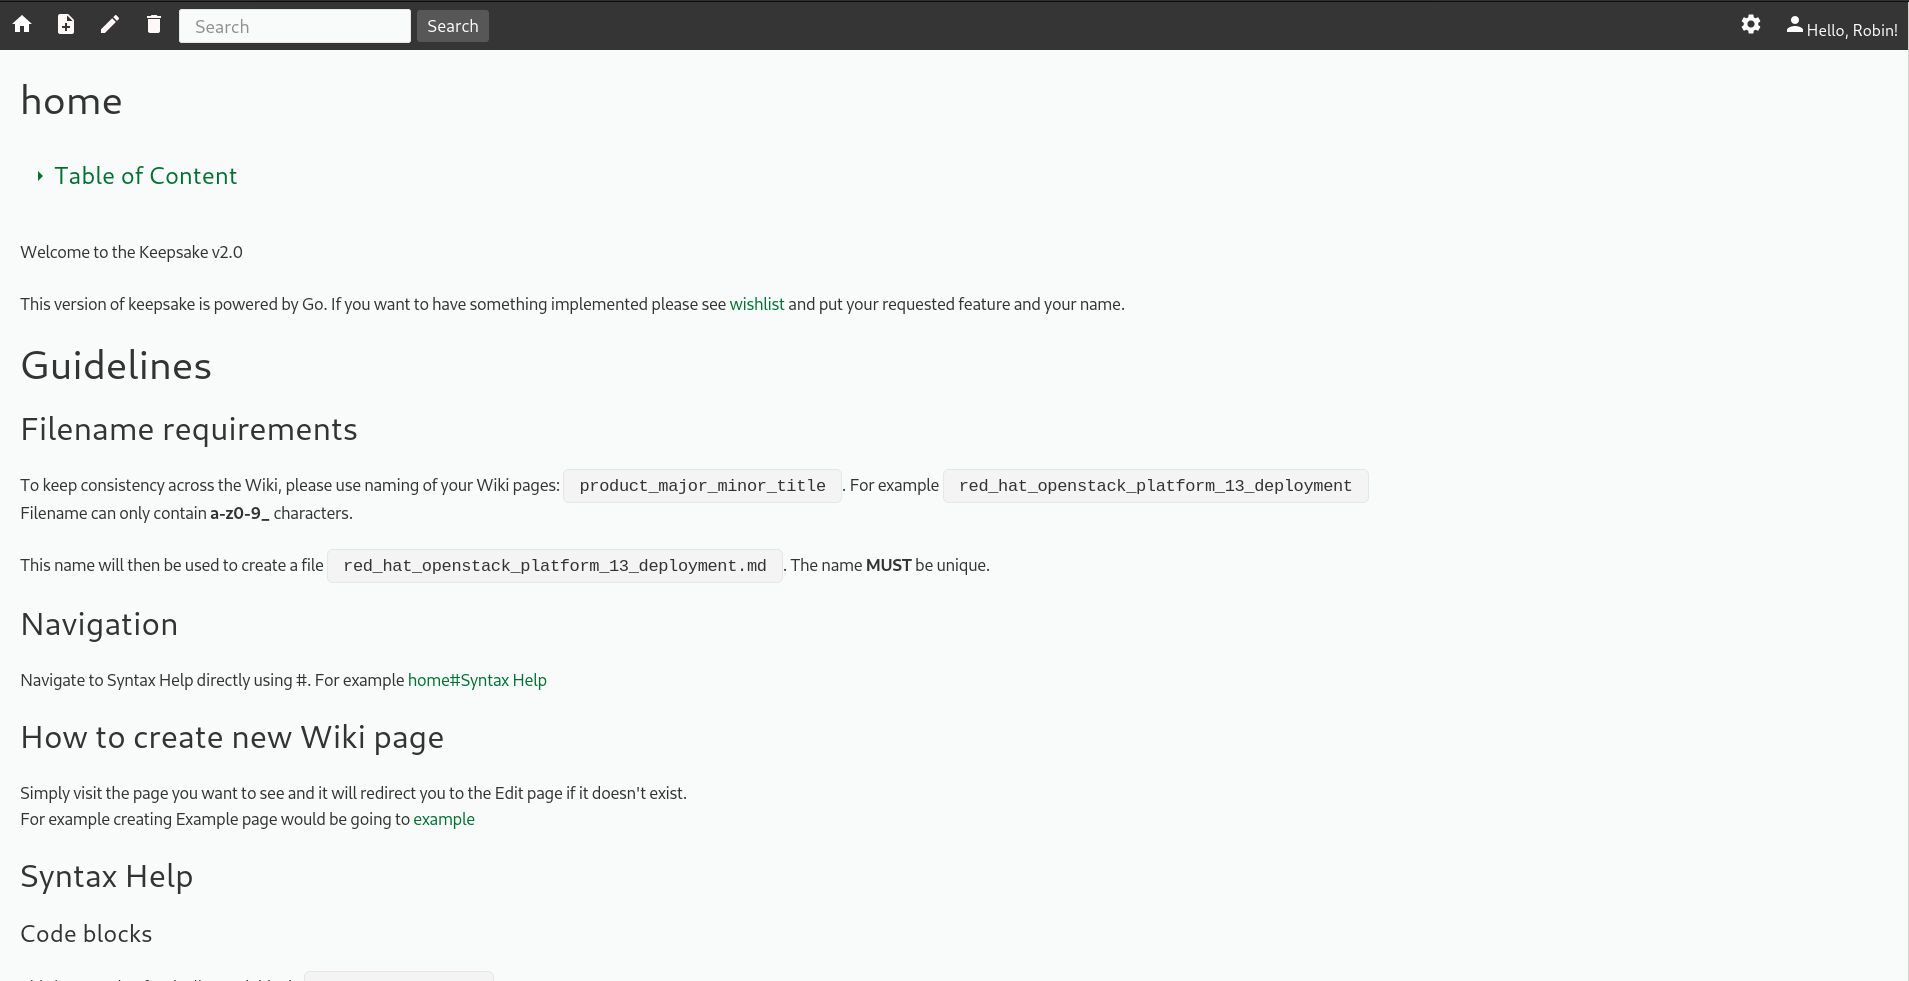 Search
Search
Hello, Robin!
home
Table of Content
Welcome to the Keepsake v2.0
This version of keepsake is powered by Go. If you want to have something implemented please see wishlist and put your requested feature and your name.
Guidelines
Filename requirements
To keep consistency across the Wiki, please use naming of your Wiki pages: product_major_minor_title . For example red_hat_openstack_platform_13_deployment
Filename can only contain a-z0-9_ characters.
This name will then be used to create a file red_hat_openstack_platform_13_deployment.md . The name MUST be unique.
Navigation
Navigate to Syntax Help directly using #. For example home#Syntax Help
How to create new Wiki page
Simply visit the page you want to see and it will redirect you to the Edit page if it doesn't exist.
For example creating Example page would be going to example
Syntax Help
Code blocks